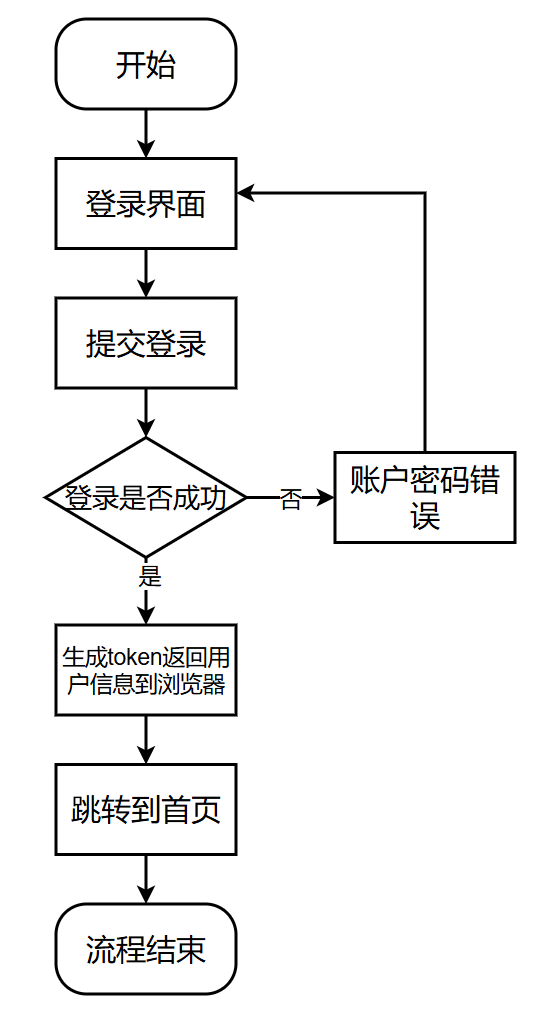 开始
登录界面
提交登录
登录是否成功
否
账户密码错
误
是
生成token返回用
户信息到浏览器
跳转到首页
流程结束